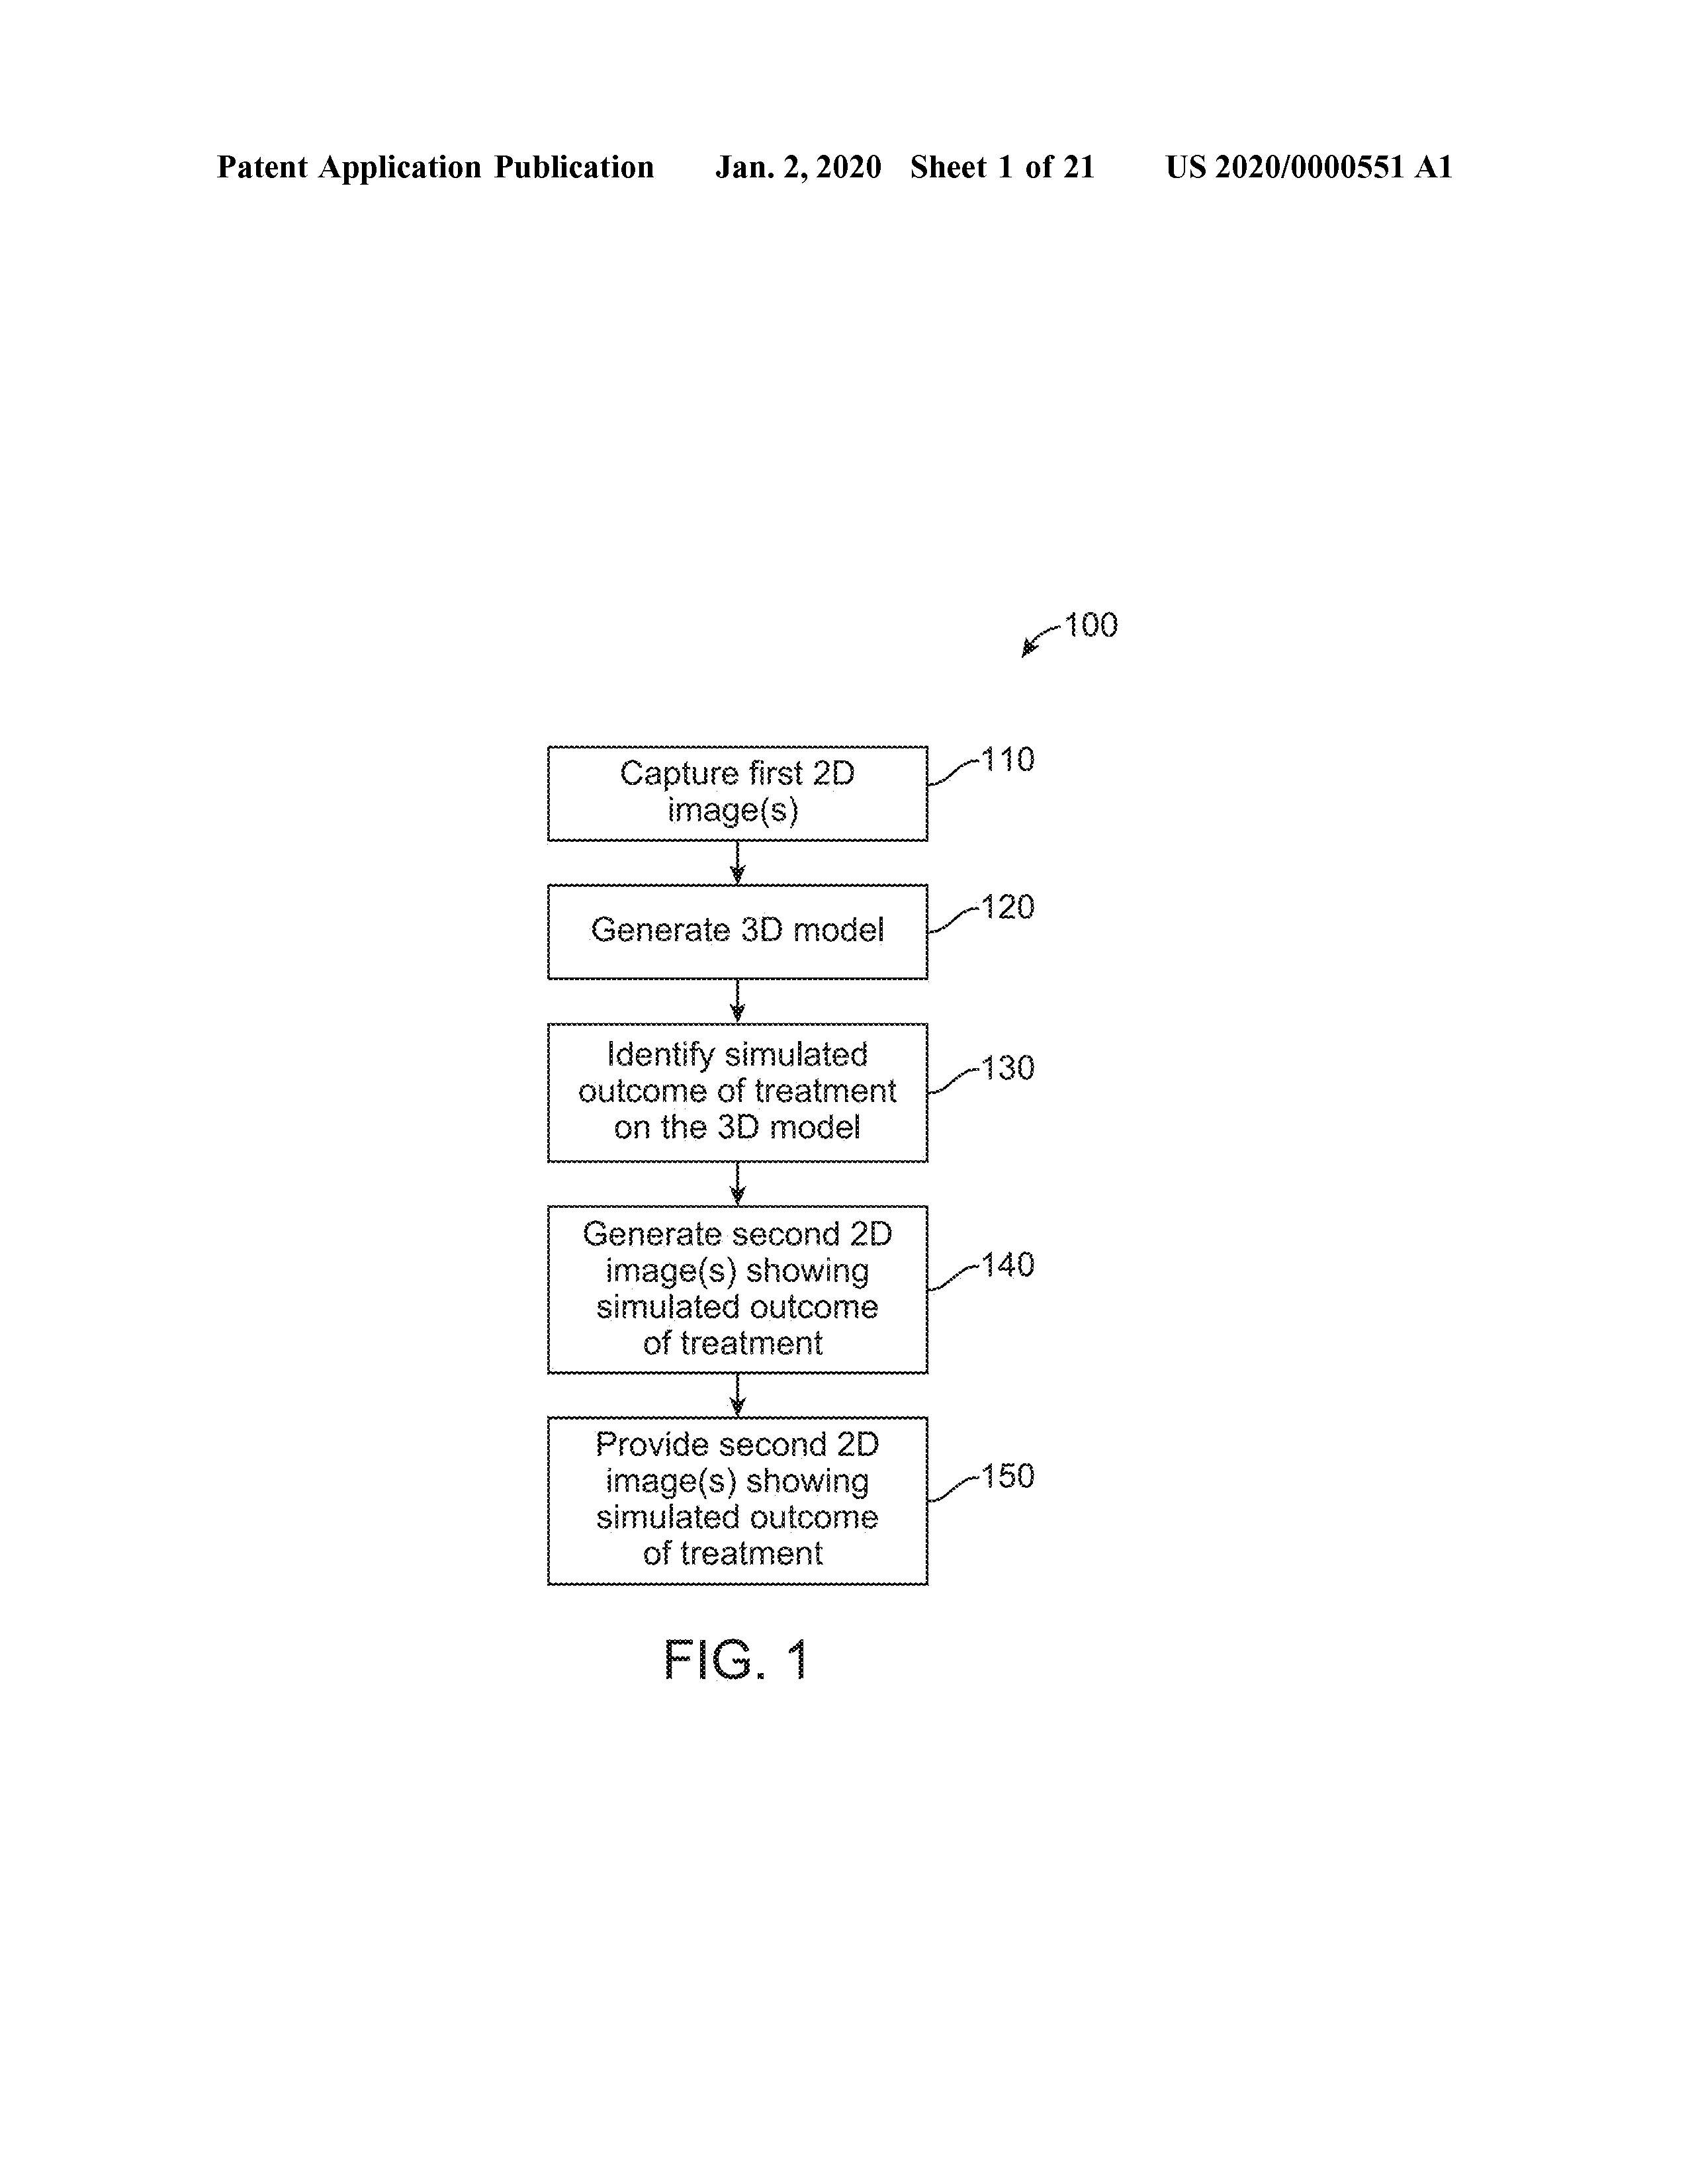 Patent Application Publication Jan. 2, 2020 Sheet 1 of 21 US 2020/0000551 A1
100
Capture first 2D
image(s)
110
Generate 3D model
120
Identify simulated
outcome of treatment
on the 3D model
130
Generate second 2D
image(s) showing
simulated outcome
of treatment
140
Provide second 2D
image(s) showing
simulated outcome
of treatment
150
FIG. 1